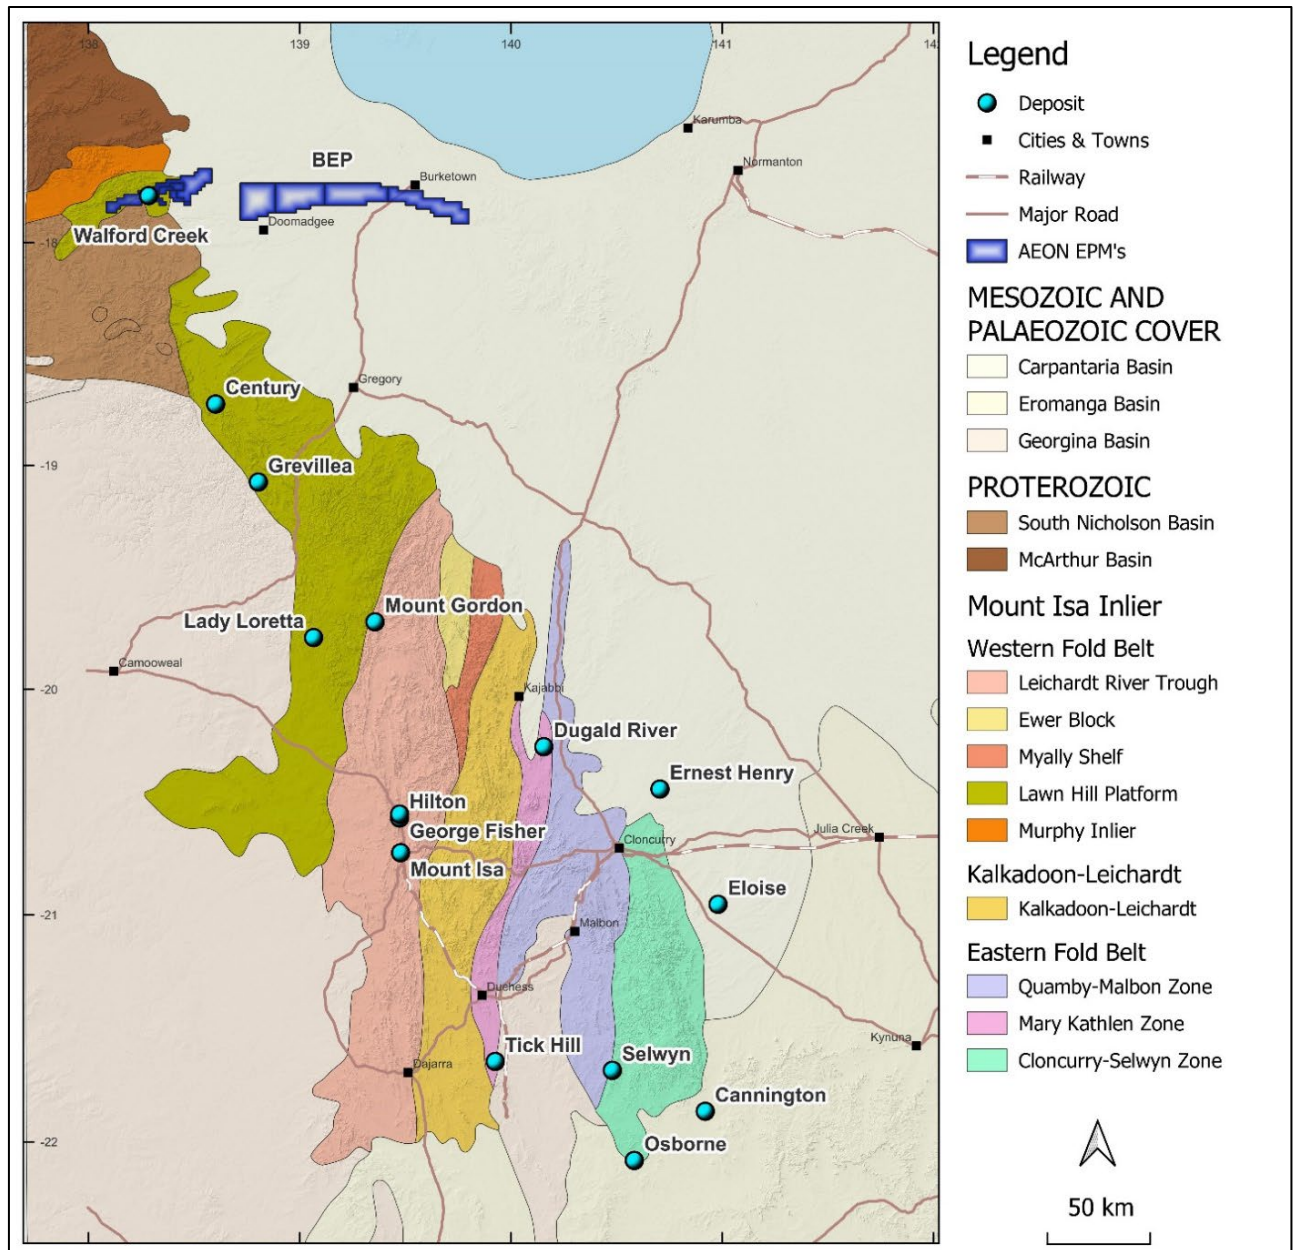 138
139
140
141
142
Karumba
Normanton
BEP
Burketown
Doomadgee
Walford Creek
-18
Century
Gregory
Grevillea
-19
Mount Gordon
Lady Loretta
Camooweal
-20
Kajabbi
Dugald River
Ernest Henry
Hilton
George Fisher
Julia Creek
Cloncurry
Mount Isa
Eloise
-21
Malbon
Duchess
Kynuna
Tick Hill
Selwyn
Dajarra
Cannington
-22
Osborne
Legend
Deposit
Cities & Towns
Railway
Major Road
AEON EPM's
MESOZOIC AND
PALAEOZOIC COVER
Carpantaria Basin
Eromanga Basin
Georgina Basin
PROTEROZOIC
South Nicholson Basin
McArthur Basin
Mount Isa Inlier
Western Fold Belt
Leichardt River Trough
Ewer Block
Myally Shelf
Lawn Hill Platform
Murphy Inlier
Kalkadoon-Leichardt
Kalkadoon-Leichardt
Eastern Fold Belt
Quamby-Malbon Zone
Mary Kathlen Zone
Cloncurry-Selwyn Zone
50 km